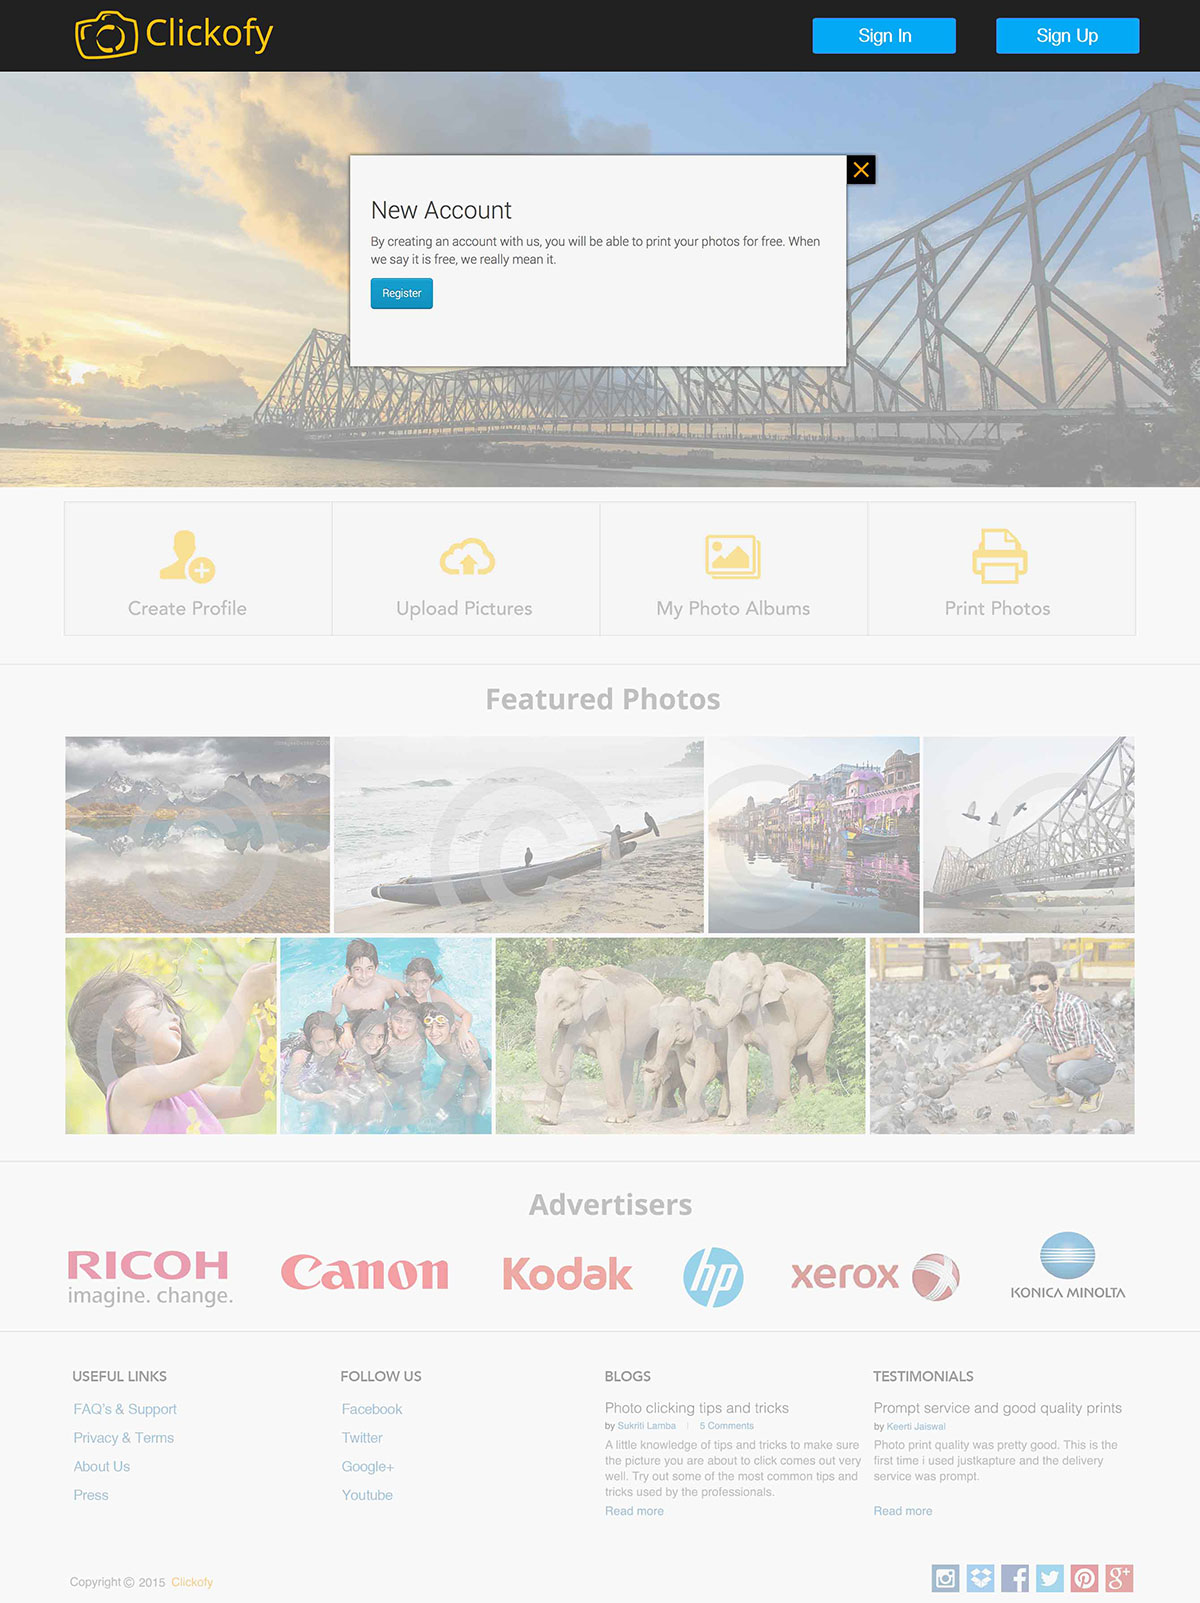 Clickofy
Sign In
Sign Up
New Account
By creating an account with us, you will be able to print your photos for free. When
we say it is free, we really mean it.
Register
Create Profile
Upload Pictures
My Photo Albums
Print Photos
Featured Photos
Advertisers
RICOH
imagine. change.
Canon
Kodak
hp
xerox
KONICA MINOLTA
USEFUL LINKS
FAQ's & Support
Privacy & Terms
About Us
Press
FOLLOW US
Facebook
Twitter
Google+
Youtube
BLOGS
Photo clicking tips and tricks
by Sukriti Lamba | 5 Comments
A little knowledge of tips and tricks to make sure
the picture you are about to click comes out very
well. Try out some of the most common tips and
tricks used by the professionals.
Read more
TESTIMONIALS
Prompt service and good quality prints
by Keerti Jaiswal
Photo print quality was pretty good. This is the
first time i used justkapture and the delivery
service was prompt.
Read more
Copyright © 2015 Clickofy